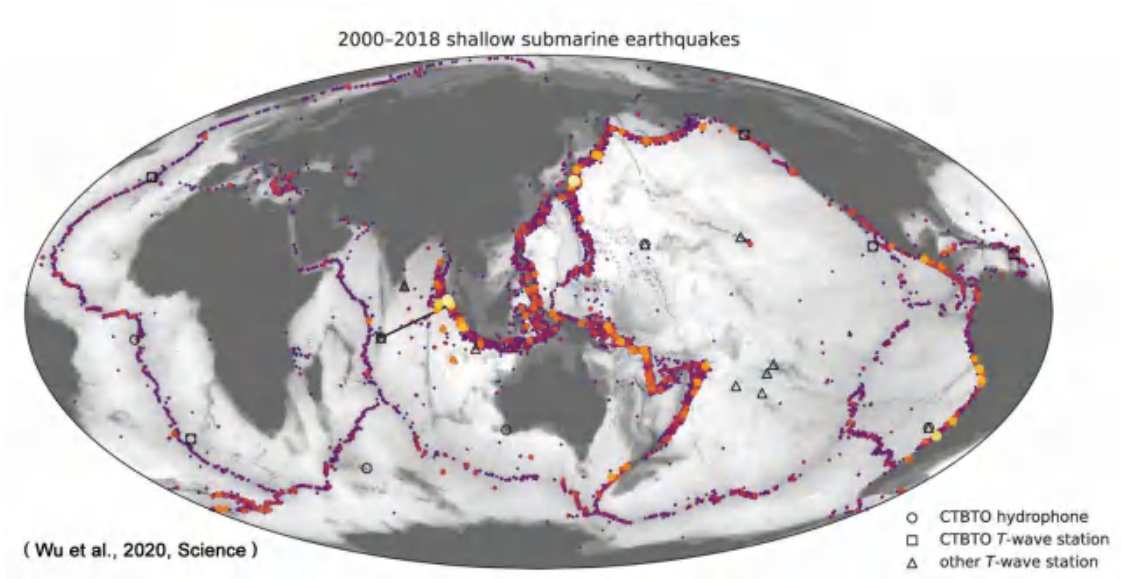 2000–2018 shallow submarine earthquakes
CTBTO hydrophone
CTBTO T-wave station
other T-wave station
( Wu et al., 2020, Science )